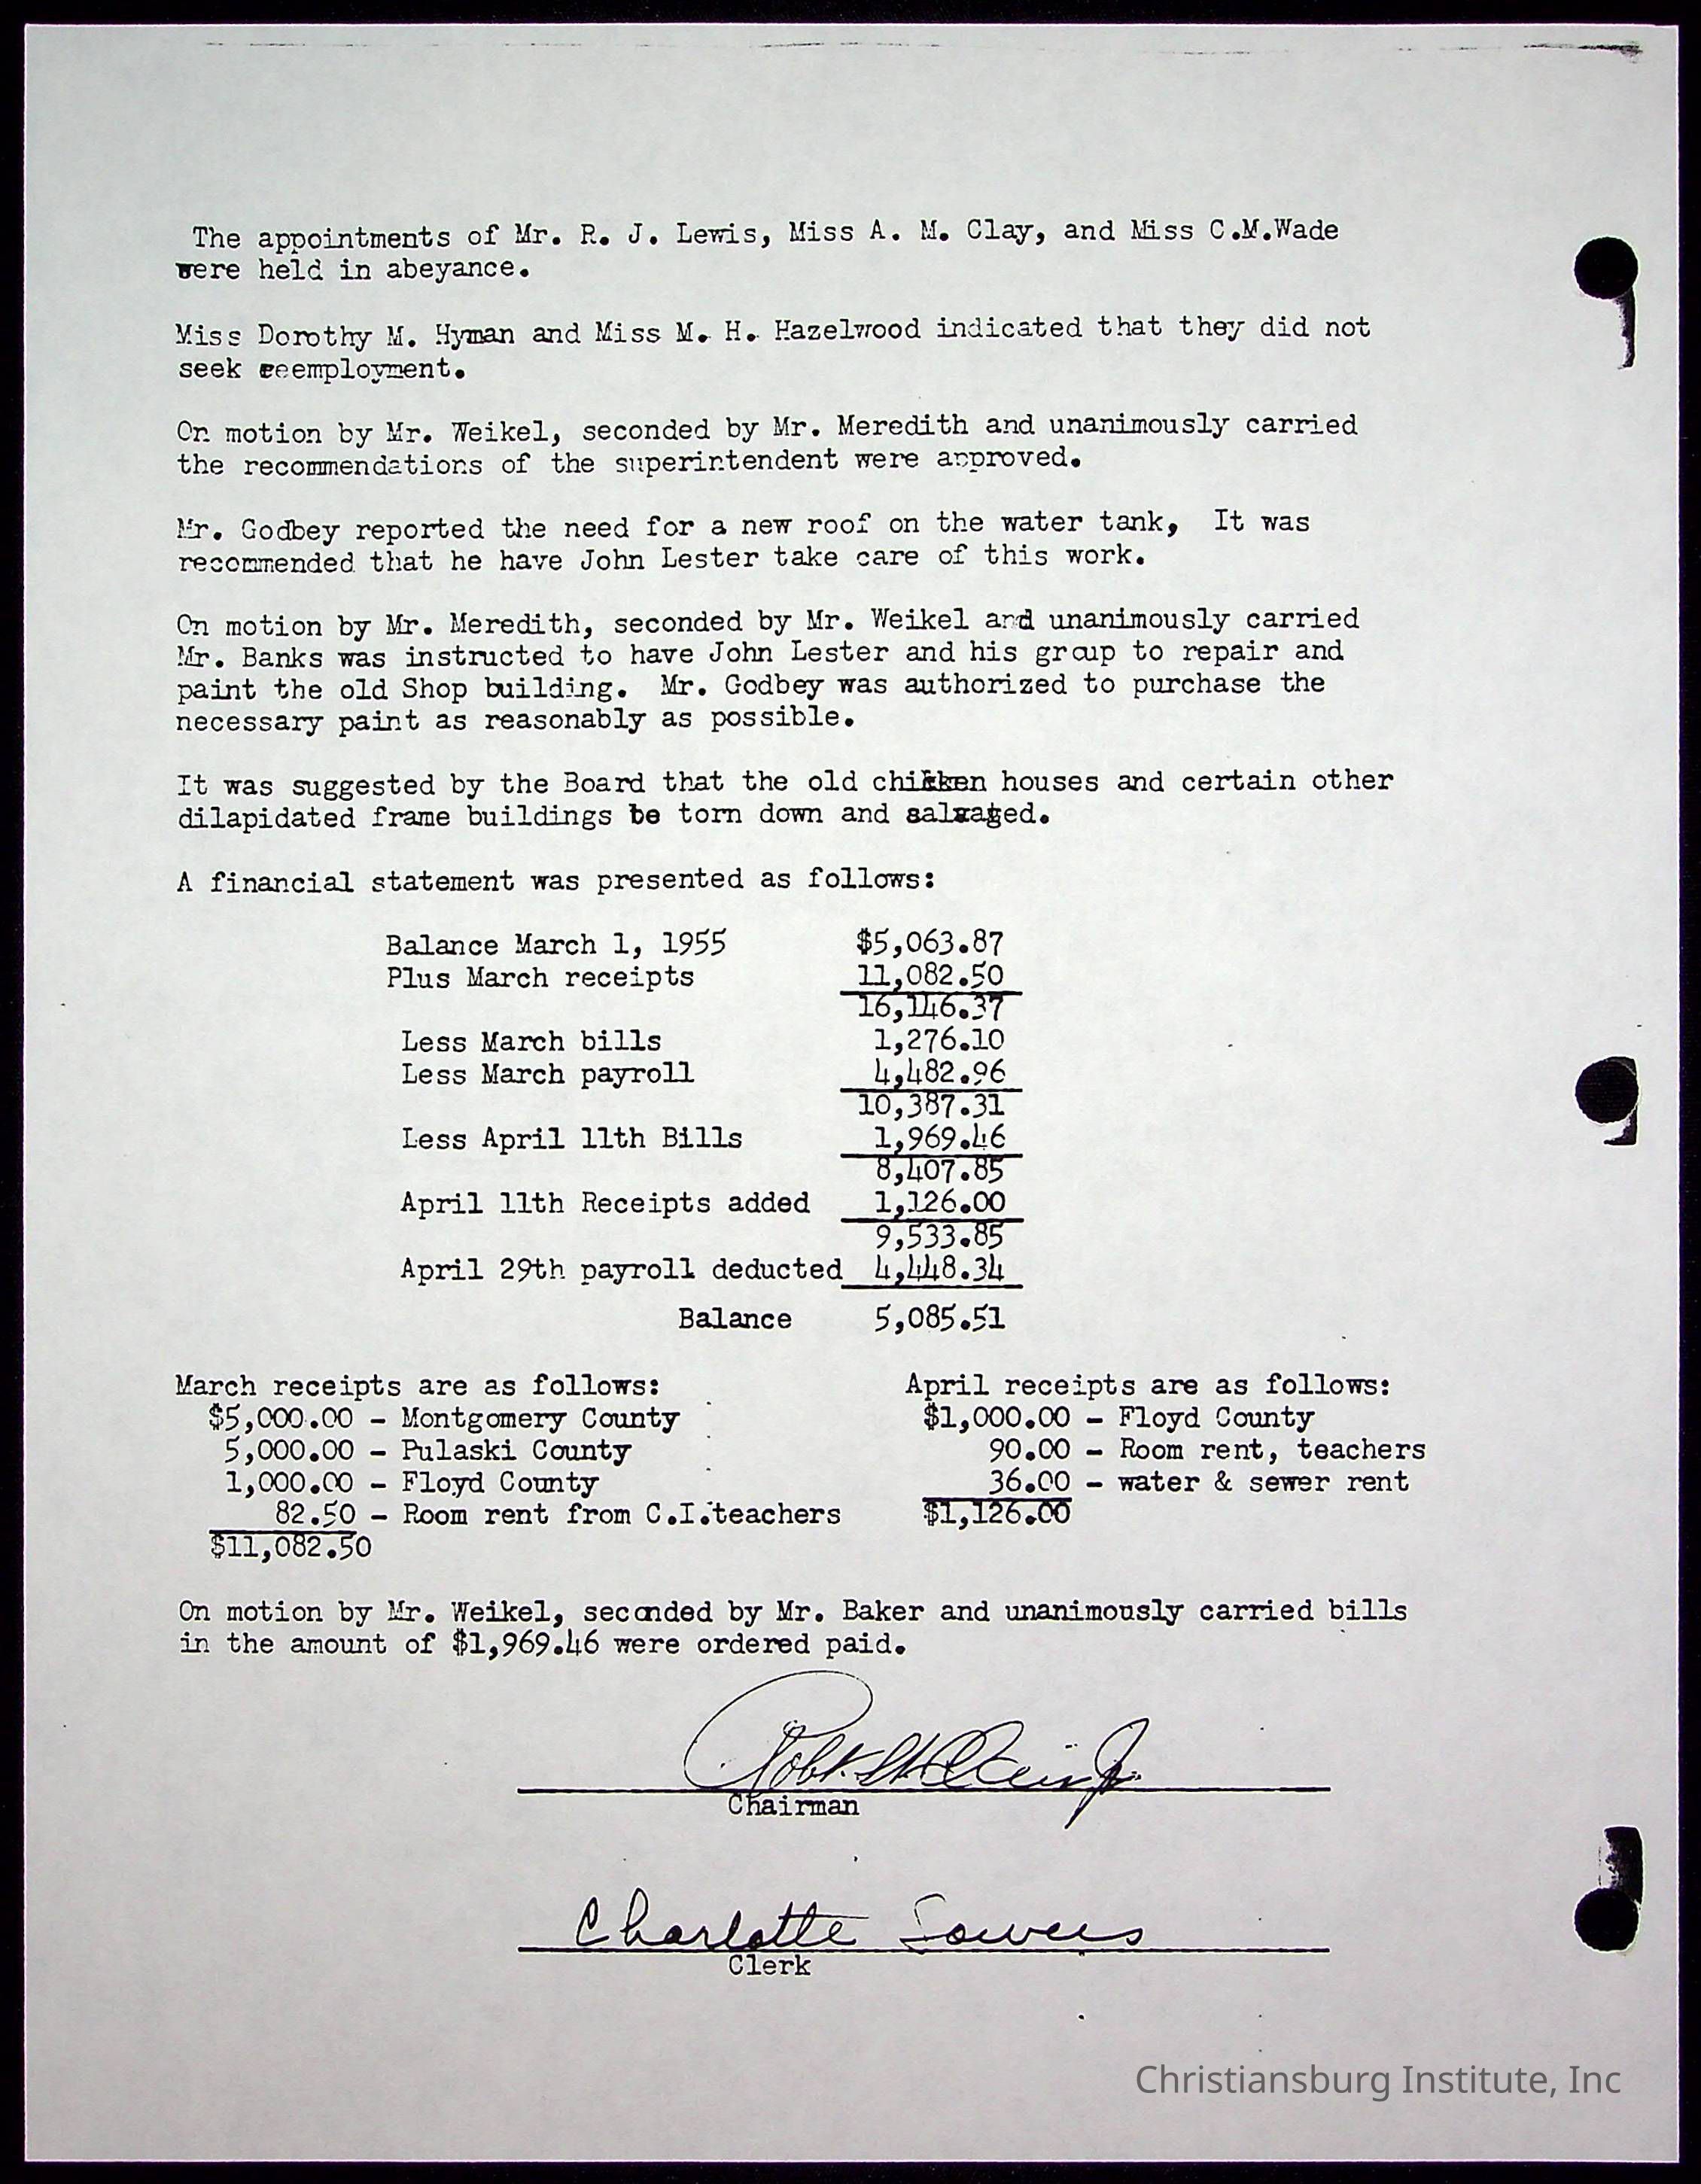 The appointments of Mr. R. J. Lewis, Miss A. M. Clay, and Miss C.M.Wade
were held in abeyance.
Miss Dorothy M. Hyman and Miss M. H. Hazelwood indicated that they did not
seek reemployment.
On motion by Mr. Weikel, seconded by Mr. Meredith and unanimously carried
the recommendations of the superintendent were approved.
Mr. Godbey reported the need for a new roof on the water tank, It was
recommended that he have John Lester take care of this work.
On motion by Mr. Meredith, seconded by Mr. Weikel and unanimously carried
Mr. Banks was instructed to have John Lester and his group to repair and
paint the old Shop building. Mr. Godbey was authorized to purchase the
necessary paint as reasonably as possible.
It was suggested by the Board that the old chicken houses and certain other
dilapidated frame buildings be torn down and salvaged.
A financial statement was presented as follows:
Balance March 1, 1955 $5,063.87
Plus March receipts 11,082.50
16,146.37
Less March bills 1,276.10
Less March payroll 4,482.96
10,387.31
Less April 11th Bills 1,969.46
8,407.85
April 11th Receipts added 1,126.00
9,533.85
April 29th payroll deducted 4,448.34
Balance 5,085.51
March receipts are as follows:
$5,000.00 - Montgomery County
5,000.00 - Pulaski County
1,000.00 - Floyd County
82.50 - Room rent from C.I.teachers
$11,082.50
April receipts are as follows:
$1,000.00 - Floyd County
90.00 - Room rent, teachers
36.00 - water & sewer rent
$1,126.00
On motion by Mr. Weikel, seconded by Mr. Baker and unanimously carried bills
in the amount of $1,969.46 were ordered paid.
Chairman
Charlotte Sowers
Clerk
Christiansburg Institute, Inc